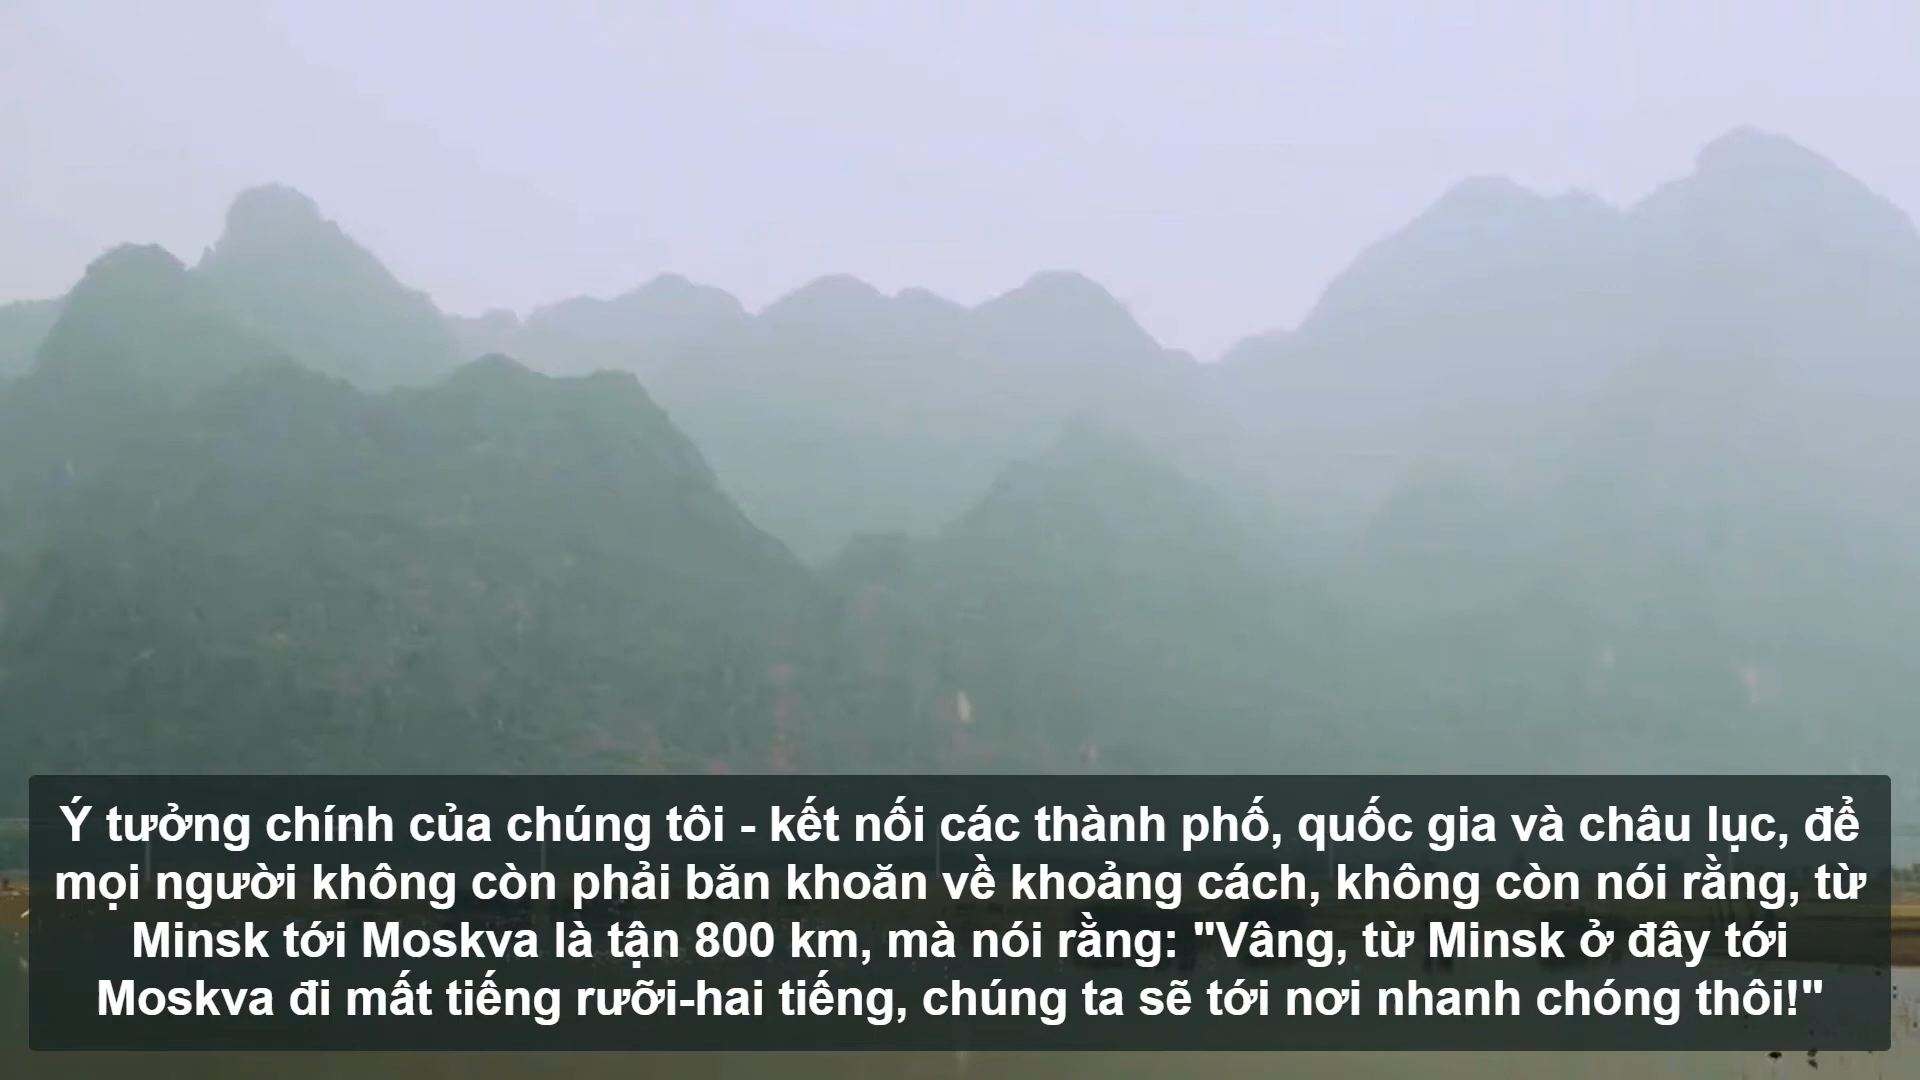 Ý tưởng chính của chúng tôi - kết nối các thành phố, quốc gia và châu lục, để
mọi người không còn phải băn khoăn về khoảng cách, không còn nói rằng, từ
Minsk tới Moskva là tận 800 km, mà nói rằng: "Vâng, từ Minsk ở đây tới
Moskva đi mất tiếng rưỡi-hai tiếng, chúng ta sẽ tới nơi nhanh chóng thôi!"